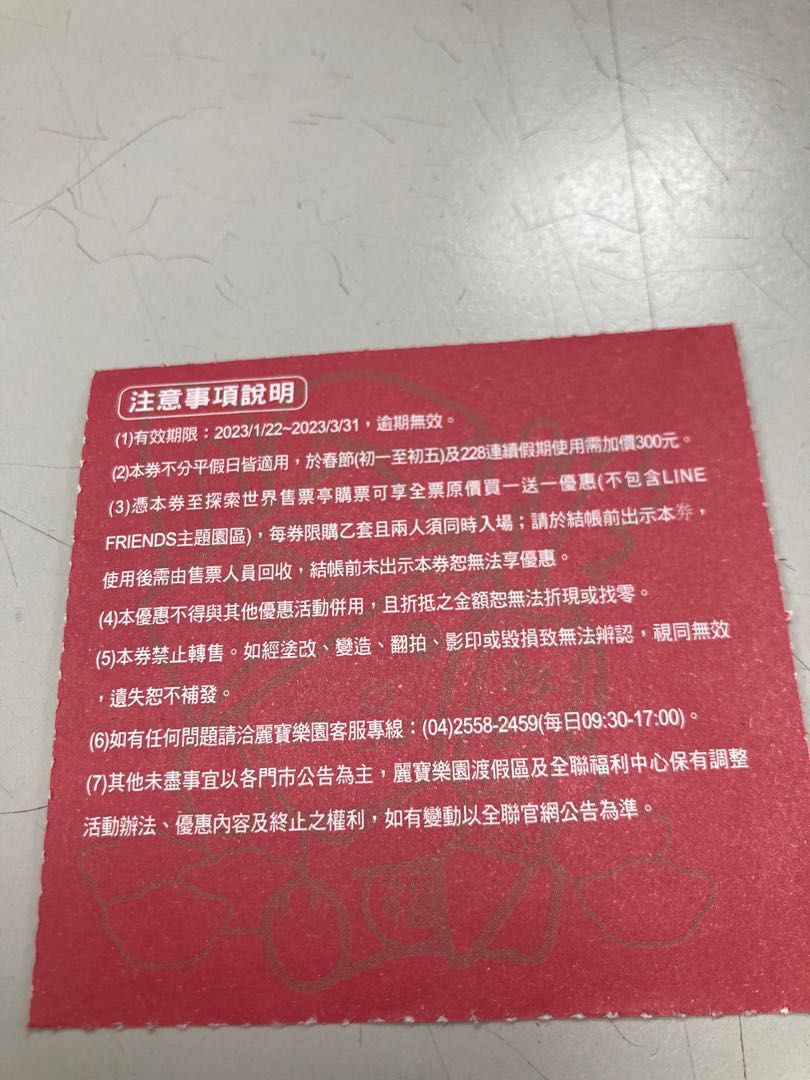 注意事項說明
(1)有效期限：2023/1/22~2023/3/31，逾期無效。
(2)本券不分平假日皆適用，於春節(初一至初五)及228連續假期使用需加價300元。
(3)憑本券至探索世界售票亭購票可享全票原價買一送一優惠(不包含LINE
FRIENDS主題園區)，每券限購乙套且兩人須同時入場；請於結帳前出示本券，
使用後需由售票人員回收，結帳前未出示本券恕無法享優惠。
(4)本優惠不得與其他優惠活動併用，且折抵之金額恕無法折現或找零。
(5)本券禁止轉售。如經塗改、變造、翻拍、影印或毀損致無法辨認，視同無效
，遺失恕不補發。
(6)如有任何問題請洽麗寶樂園客服專線：(04)2558-2459(每日09:30-17:00)。
(7)其他未盡事宜以各門市公告為主，麗寶樂園渡假區及全聯福利中心保有調整
活動辦法、優惠內容及終止之權利，如有變動以全聯官網公告為準。
福